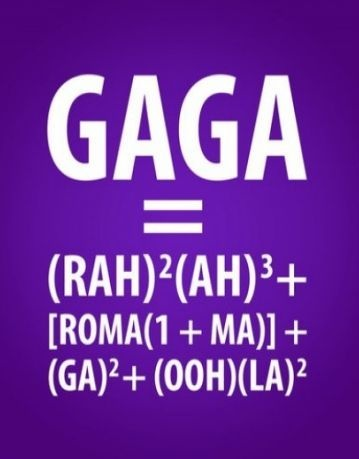 GAGA
=
(RAH)²(AH)³+
[ROMA(1 + MA)] +
(GA)²+ (OOH)(LA)²